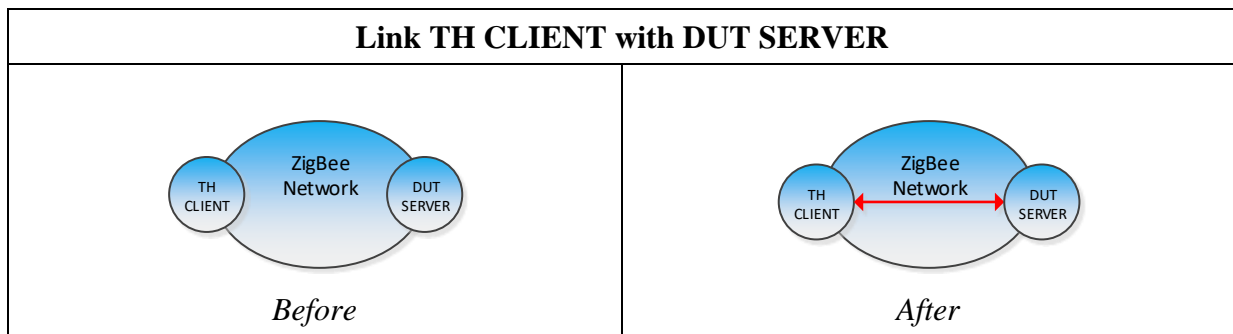 Link TH CLIENT with DUT SERVER
ZigBee
Network
TH
CLIENT
DUT
SERVER
Before
ZigBee
Network
TH
CLIENT
DUT
SERVER
After